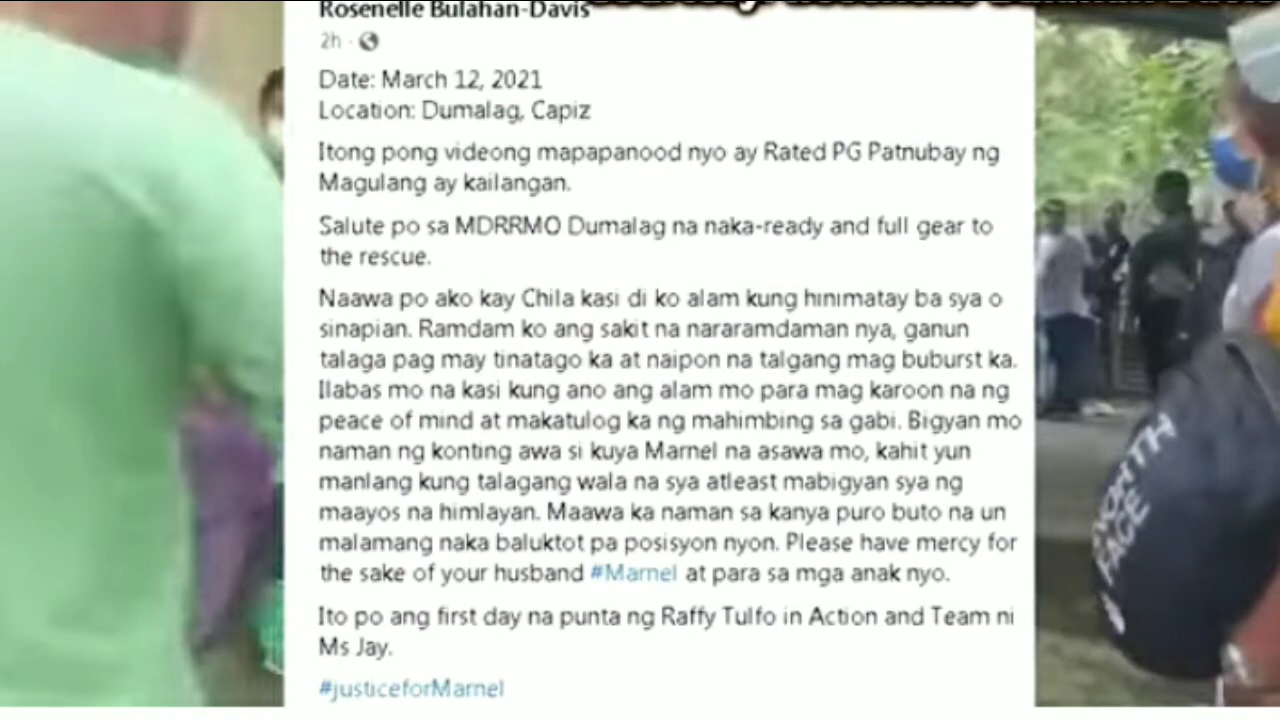 Rosenelle Bulahan-Davis
2h
Date: March 12, 2021
Location: Dumalag, Capiz
Itong pong videong mapapanood nyo ay Rated PG Patnubay ng
Magulang ay kailangan.
Salute po sa MDRRMO Dumalag na naka-ready and full gear to
the rescue.
Naawa po ako kay Chila kasi di ko alam kung hinimatay ba sya o
sinapian. Ramdam ko ang sakit na nararamdaman nya, ganun
talaga pag may tinatago ka at naipon na talgang mag buburst ka.
Ilabas mo na kasi kung ano ang alam mo para mag karoon na ng
peace of mind at makatulog ka ng mahimbing sa gabi. Bigyan mo
naman ng konting awa si kuya Marnel na asawa mo, kahit yun
manlang kung talagang wala na sya atleast mabigyan sya ng
maayos na himlayan. Maawa ka naman sa kanya puro buto na un
malamang naka baluktot pa posisyon nyon. Please have mercy for
the sake of your husband #Marnel at para sa mga anak nyo.
Ito po ang first day na punta ng Raffy Tulfo in Action and Team ni
Ms Jay.
#justiceforMarnel
NORTH
FACE